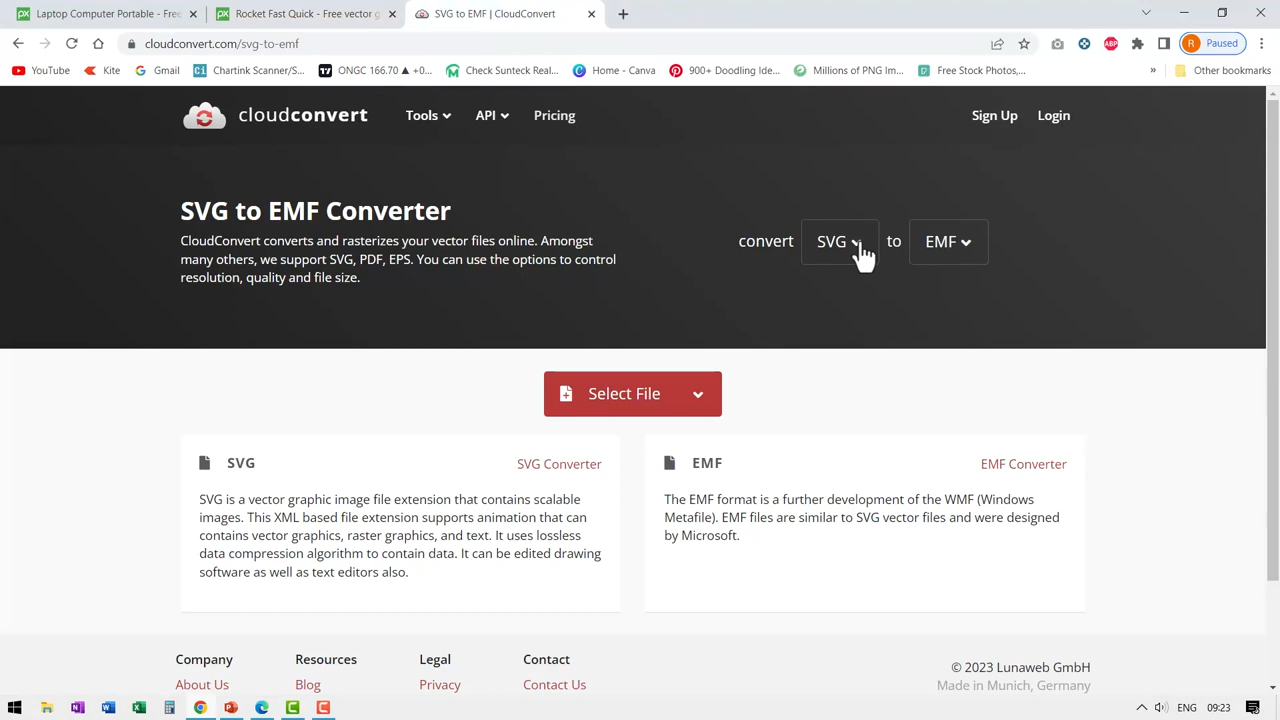 Laptop Computer Portable - Free
Rocket Fast Quick - Free vector g
SVG to EMF | CloudConvert
cloudconvert.com/svg-to-emf
ABP
R Paused
YouTube
Kite
Gmail
Chartink Scanner/S...
ONGC 166.70 ▲ +0...
Check Sunteck Real...
Home - Canva
900+ Doodling Ide...
Millions of PNG Im...
Free Stock Photos,...
»
Other bookmarks
cloudconvert
Tools
API
Pricing
Sign Up
Login
SVG to EMF Converter
CloudConvert converts and rasterizes your vector files online. Amongst
many others, we support SVG, PDF, EPS. You can use the options to control
resolution, quality and file size.
convert SVG to EMF
Select File
SVG
SVG Converter
SVG is a vector graphic image file extension that contains scalable
images. This XML based file extension supports animation that can
contains vector graphics, raster graphics, and text. It uses lossless
data compression algorithm to contain data. It can be edited drawing
software as well as text editors also.
EMF
EMF Converter
The EMF format is a further development of the WMF (Windows
Metafile). EMF files are similar to SVG vector files and were designed
by Microsoft.
Company
Resources
Legal
Contact
© 2023 Lunaweb GmbH
About Us
Blog
Privacy
Contact Us
Made in Munich, Germany
ENG
09:23